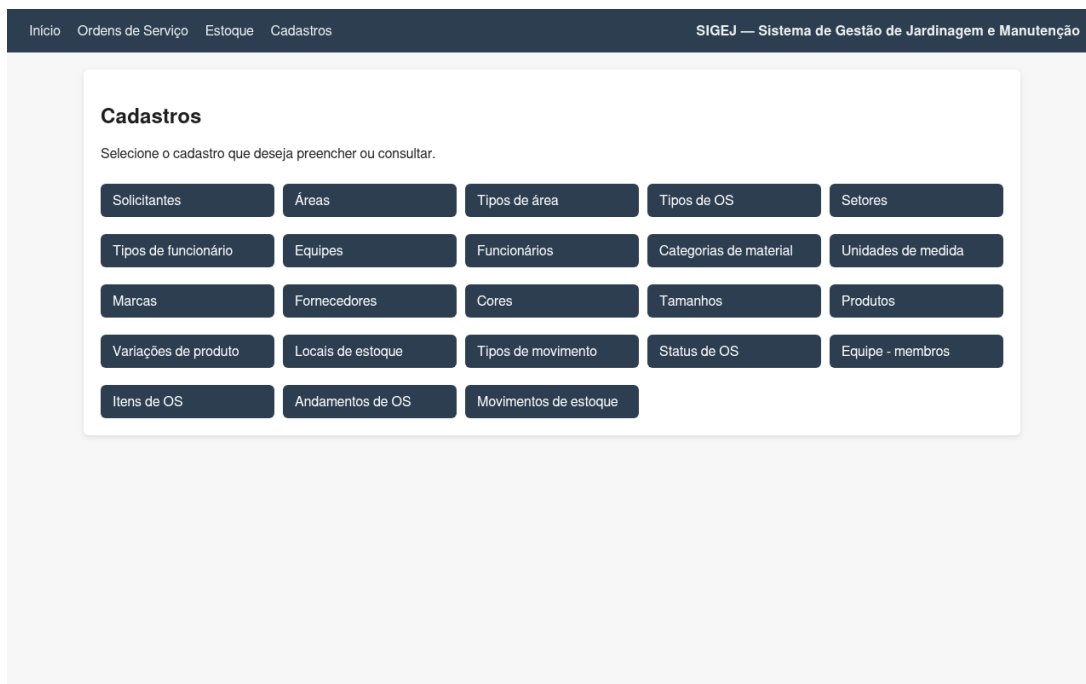 Início Ordens de Serviço Estoque Cadastros SIGEJ — Sistema de Gestão de Jardinagem e Manutenção
Cadastros
Selecione o cadastro que deseja preencher ou consultar.
Solicitantes Áreas Tipos de área Tipos de OS Setores
Tipos de funcionário Equipes Funcionários Categorias de material Unidades de medida
Marcas Fornecedores Cores Tamanhos Produtos
Variações de produto Locais de estoque Tipos de movimento Status de OS Equipe - membros
Itens de OS Andamentos de OS Movimentos de estoque